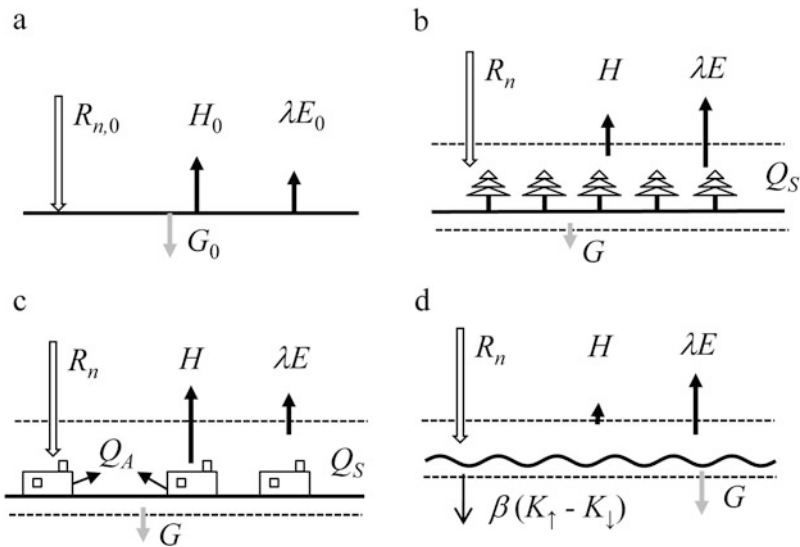 a
R_{n,0} H_0 λE_0
G_0
b
R_n H λE
Q_S
G
c
R_n H λE
Q_A Q_S
G
d
R_n H λE
β (K_↑ - K_↓) G